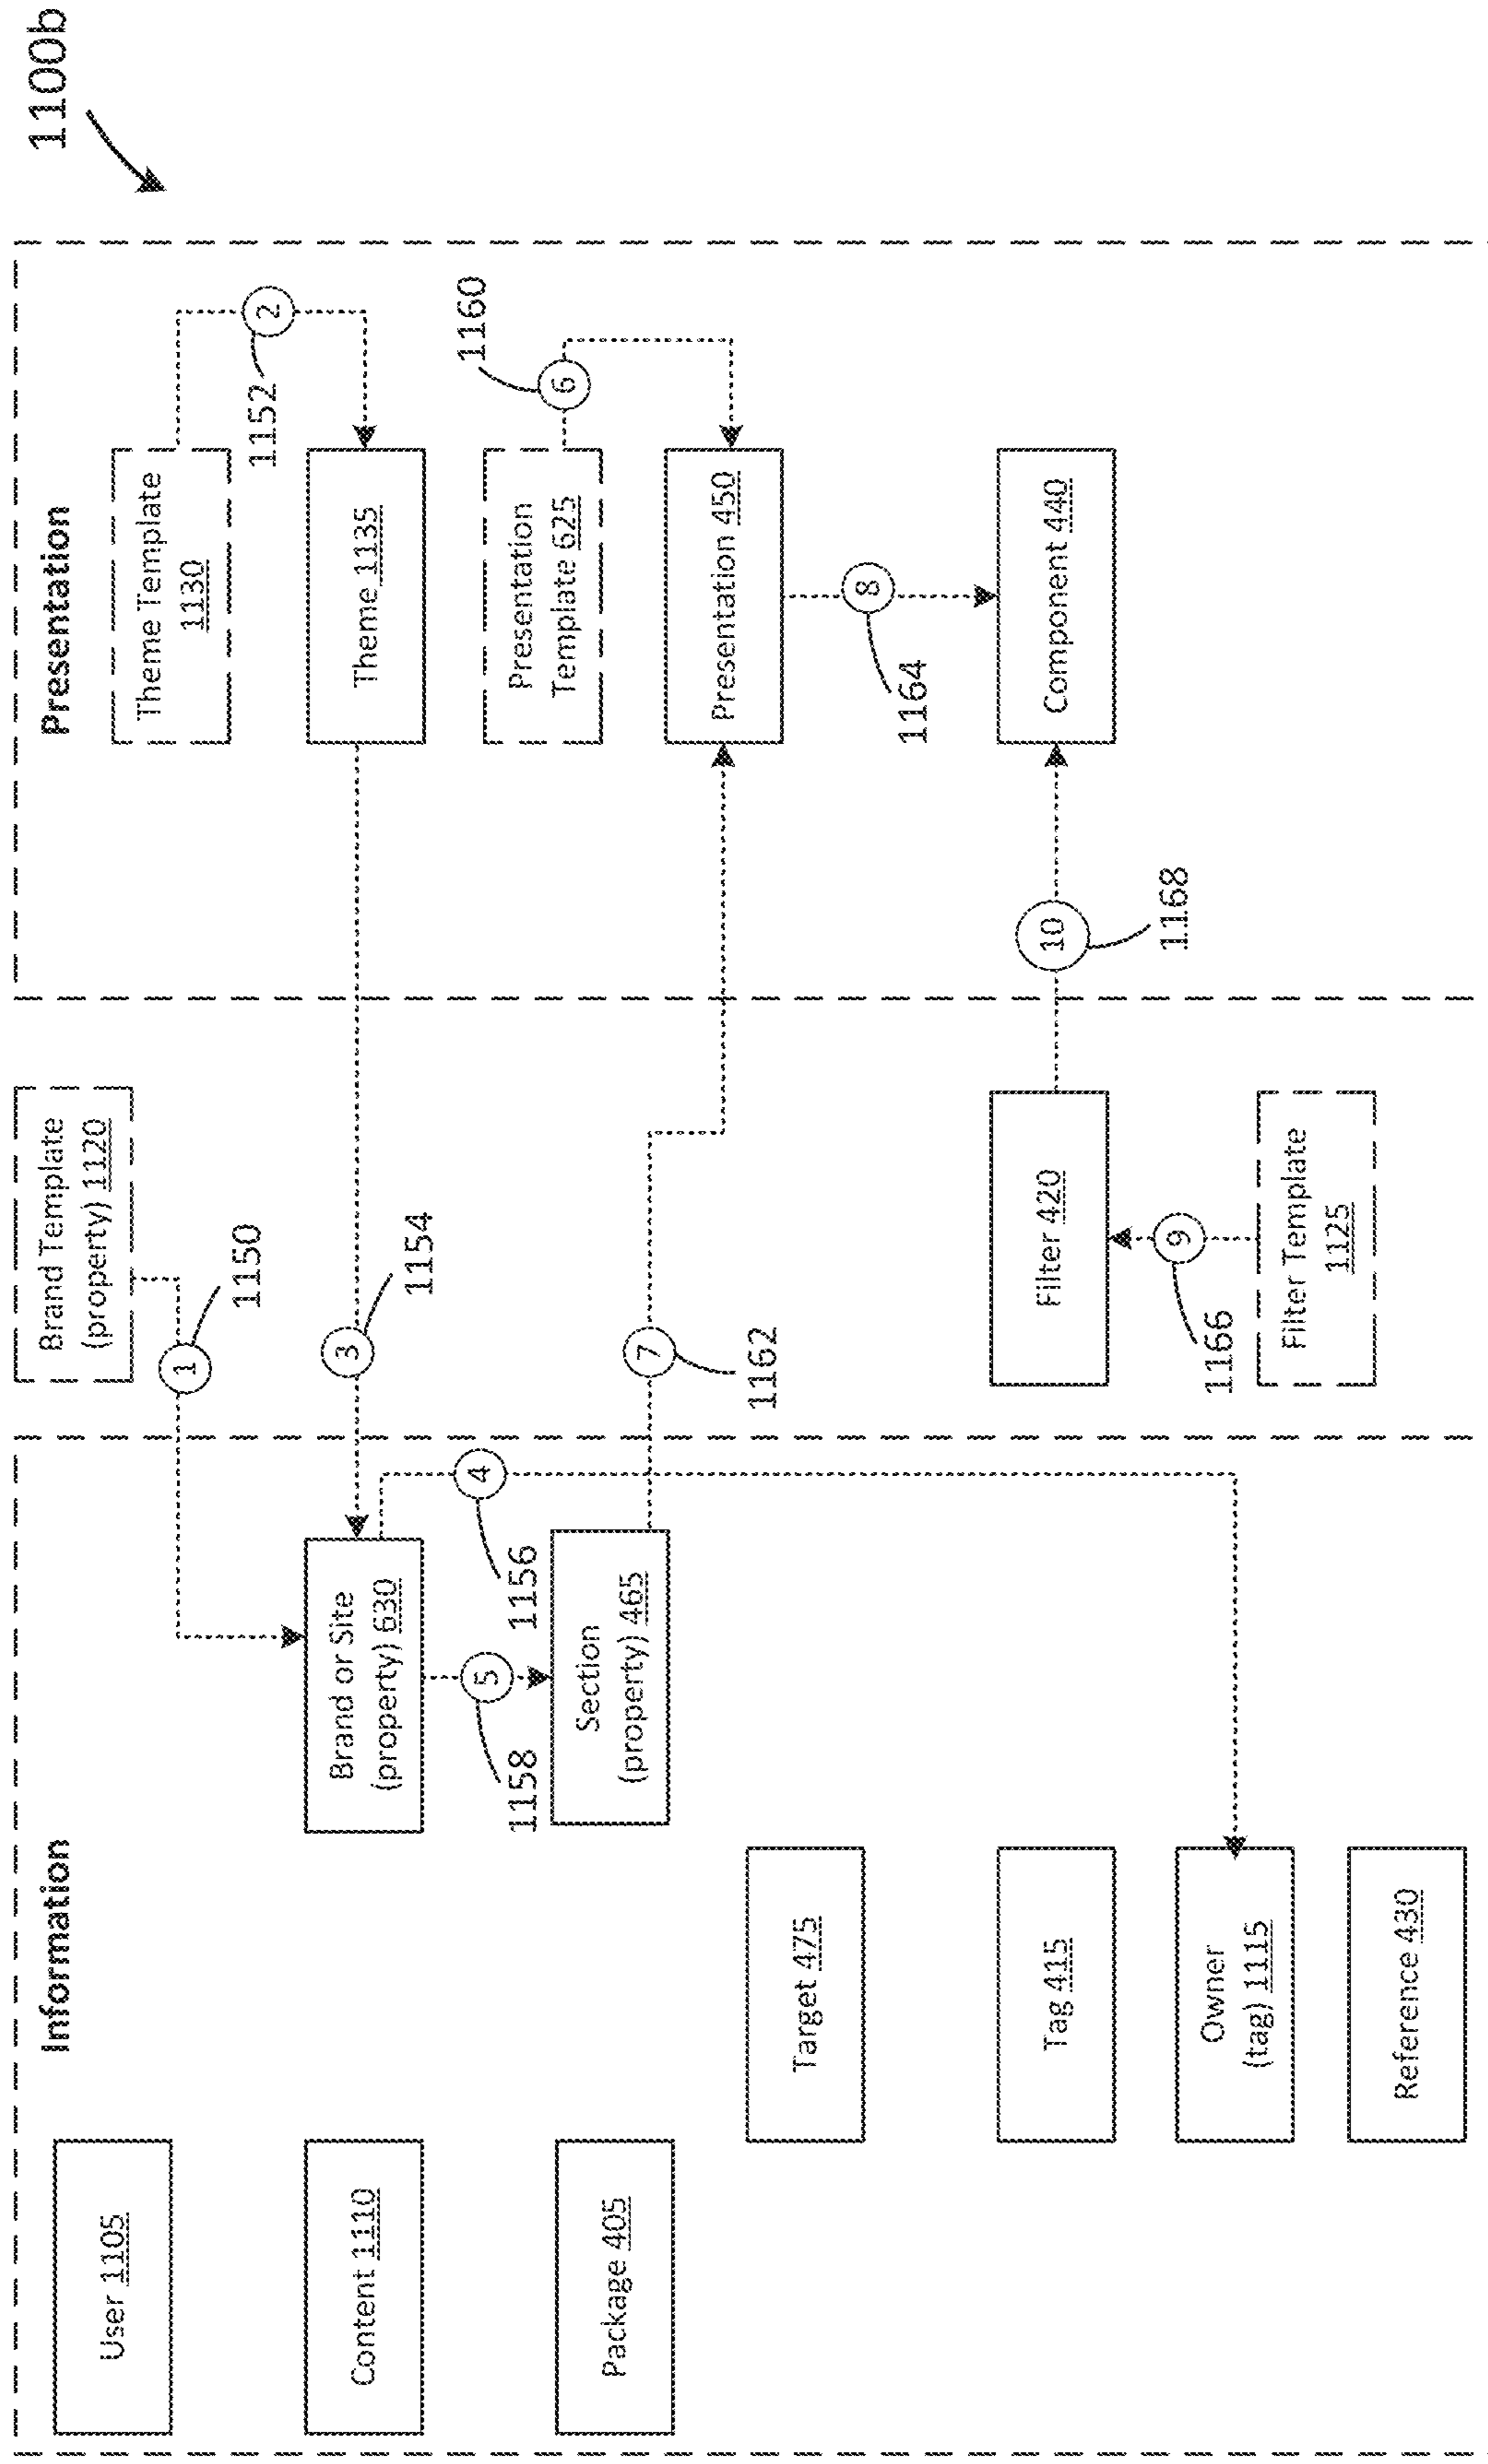 1100b
Information
Presentation
User 1105
Content 1110
Package 405
Target 475
Tag 415
Owner
(tag) 1115
Reference 430
Brand or Site
(property) 630
Section
(property) 465
Brand Template
(property) 1120
Filter 420
Filter Template
1125
Theme Template
1130
Theme 1135
Presentation
Template 625
Presentation 450
Component 440
1
1150
2
1152
3
1154
4
1156
5
1158
6
1160
7
1162
8
1164
9
1166
10
1168